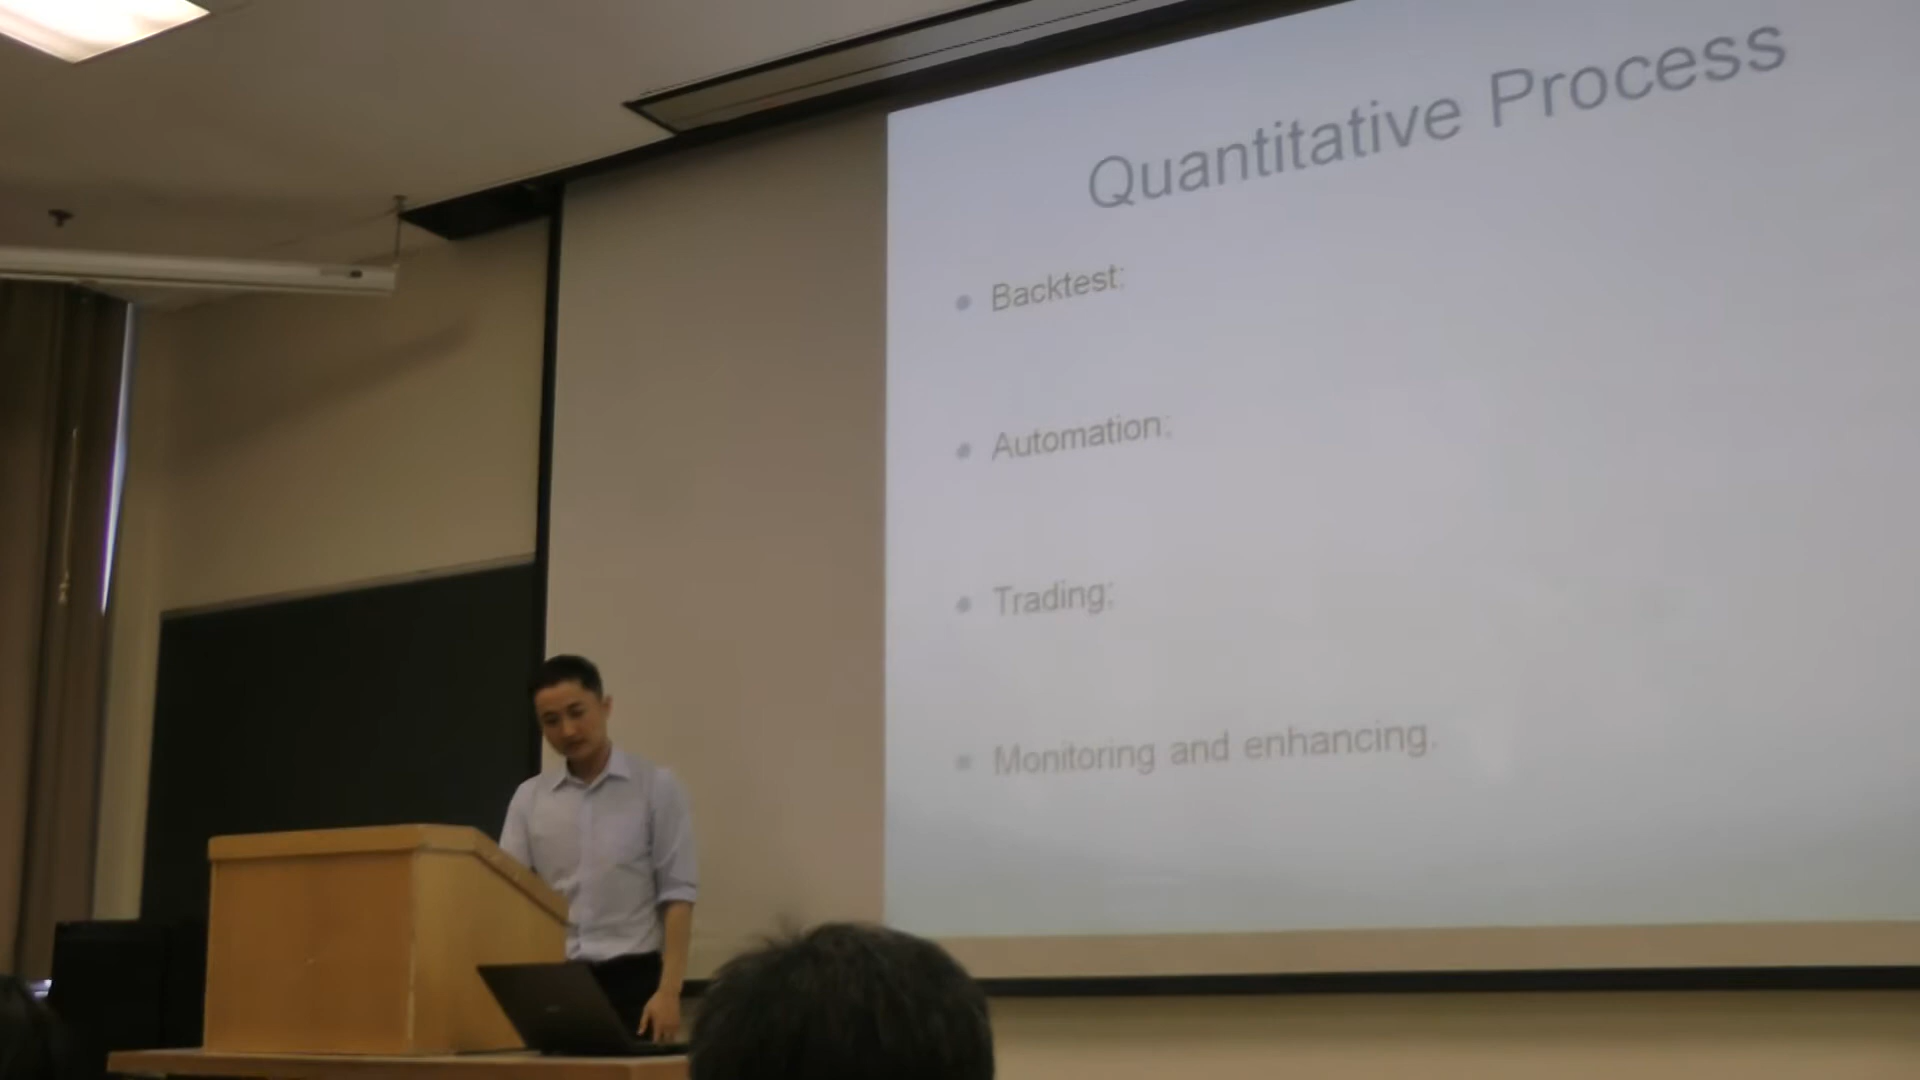 Quantitative Process
Backtest:
Automation:
Trading:
Monitoring and enhancing.